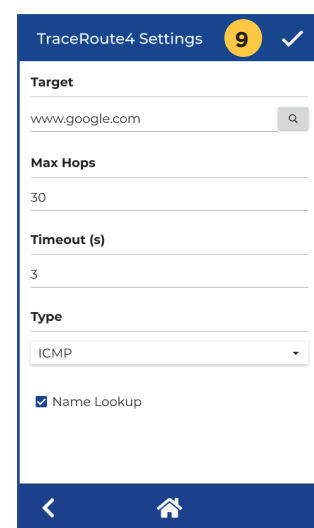 TraceRoute4 Settings 9
Target
www.google.com
Max Hops
30
Timeout (s)
3
Type
ICMP
Name Lookup